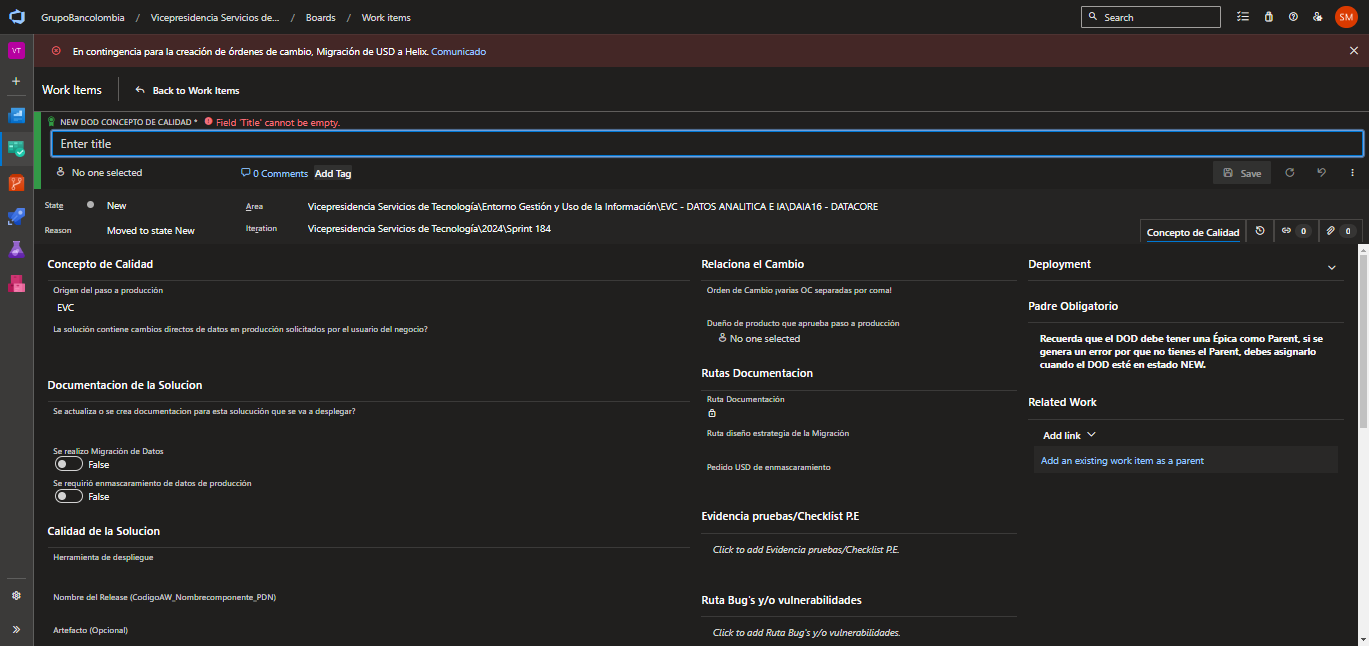 GrupoBancolombia / Vicepresidencia Servicios de... / Boards / Work items
Search
SM
VT
En contingencia para la creación de órdenes de cambio, Migración de USD a Helix. Comunicado
Work Items
Back to Work Items
NEW DOD CONCEPTO DE CALIDAD * Field 'Title' cannot be empty.
Enter title
No one selected
0 Comments
Add Tag
Save
State
New
Area
Vicepresidencia Servicios de Tecnología\Entorno Gestión y Uso de la Información\EVC - DATOS ANALITICA E IA\DAIA16 - DATACORE
Reason
Moved to state New
Iteration
Vicepresidencia Servicios de Tecnología\2024\Sprint 184
Concepto de Calidad
0
0
Concepto de Calidad
Origen del paso a producción
EVC
La solución contiene cambios directos de datos en producción solicitados por el usuario del negocio?
Documentacion de la Solucion
Se actualiza o se crea documentacion para esta solucución que se va a desplegar?
Se realizo Migración de Datos
False
Se requirió enmascaramiento de datos de producción
False
Calidad de la Solucion
Herramienta de despliegue
Nombre del Release (CodigoAW_Nombrecomponente_PDN)
Artefacto (Opcional)
Relaciona el Cambio
Orden de Cambio ¡varias OC separadas por coma!
Dueño de producto que aprueba paso a producción
No one selected
Rutas Documentacion
Ruta Documentación
Ruta diseño estrategia de la Migración
Pedido USD de enmascaramiento
Evidencia pruebas/Checklist P.E
Click to add Evidencia pruebas/Checklist P.E.
Ruta Bug's y/o vulnerabilidades
Click to add Ruta Bug's y/o vulnerabilidades.
Deployment
Padre Obligatorio
Recuerda que el DOD debe tener una Épica como Parent, si se
genera un error por que no tienes el Parent, debes asignarlo
cuando el DOD esté en estado NEW.
Related Work
Add link
Add an existing work item as a parent